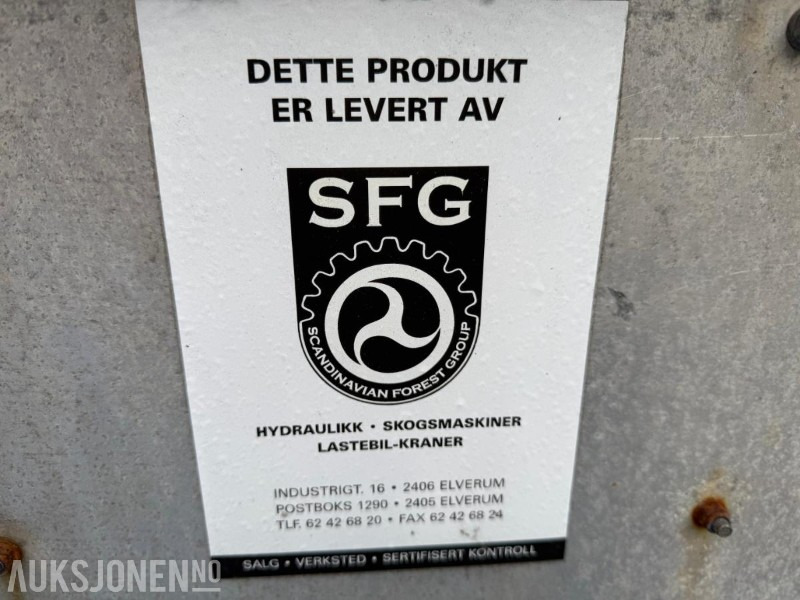 DETTE PRODUKT
ER LEVERT AV
SFG
SCANDINAVIAN FOREST GROUP
HYDRAULIKK • SKOGSMASKINER
LASTEBIL-KRANER
INDUSTRIGT. 16 • 2406 ELVERUM
POSTBOKS 1290 • 2405 ELVERUM
TLF. 62 42 68 20 • FAX 62 42 68 24
SALG • VERKSTED • SERTIFISERT KONTROLL
AUKSJONEN.NO